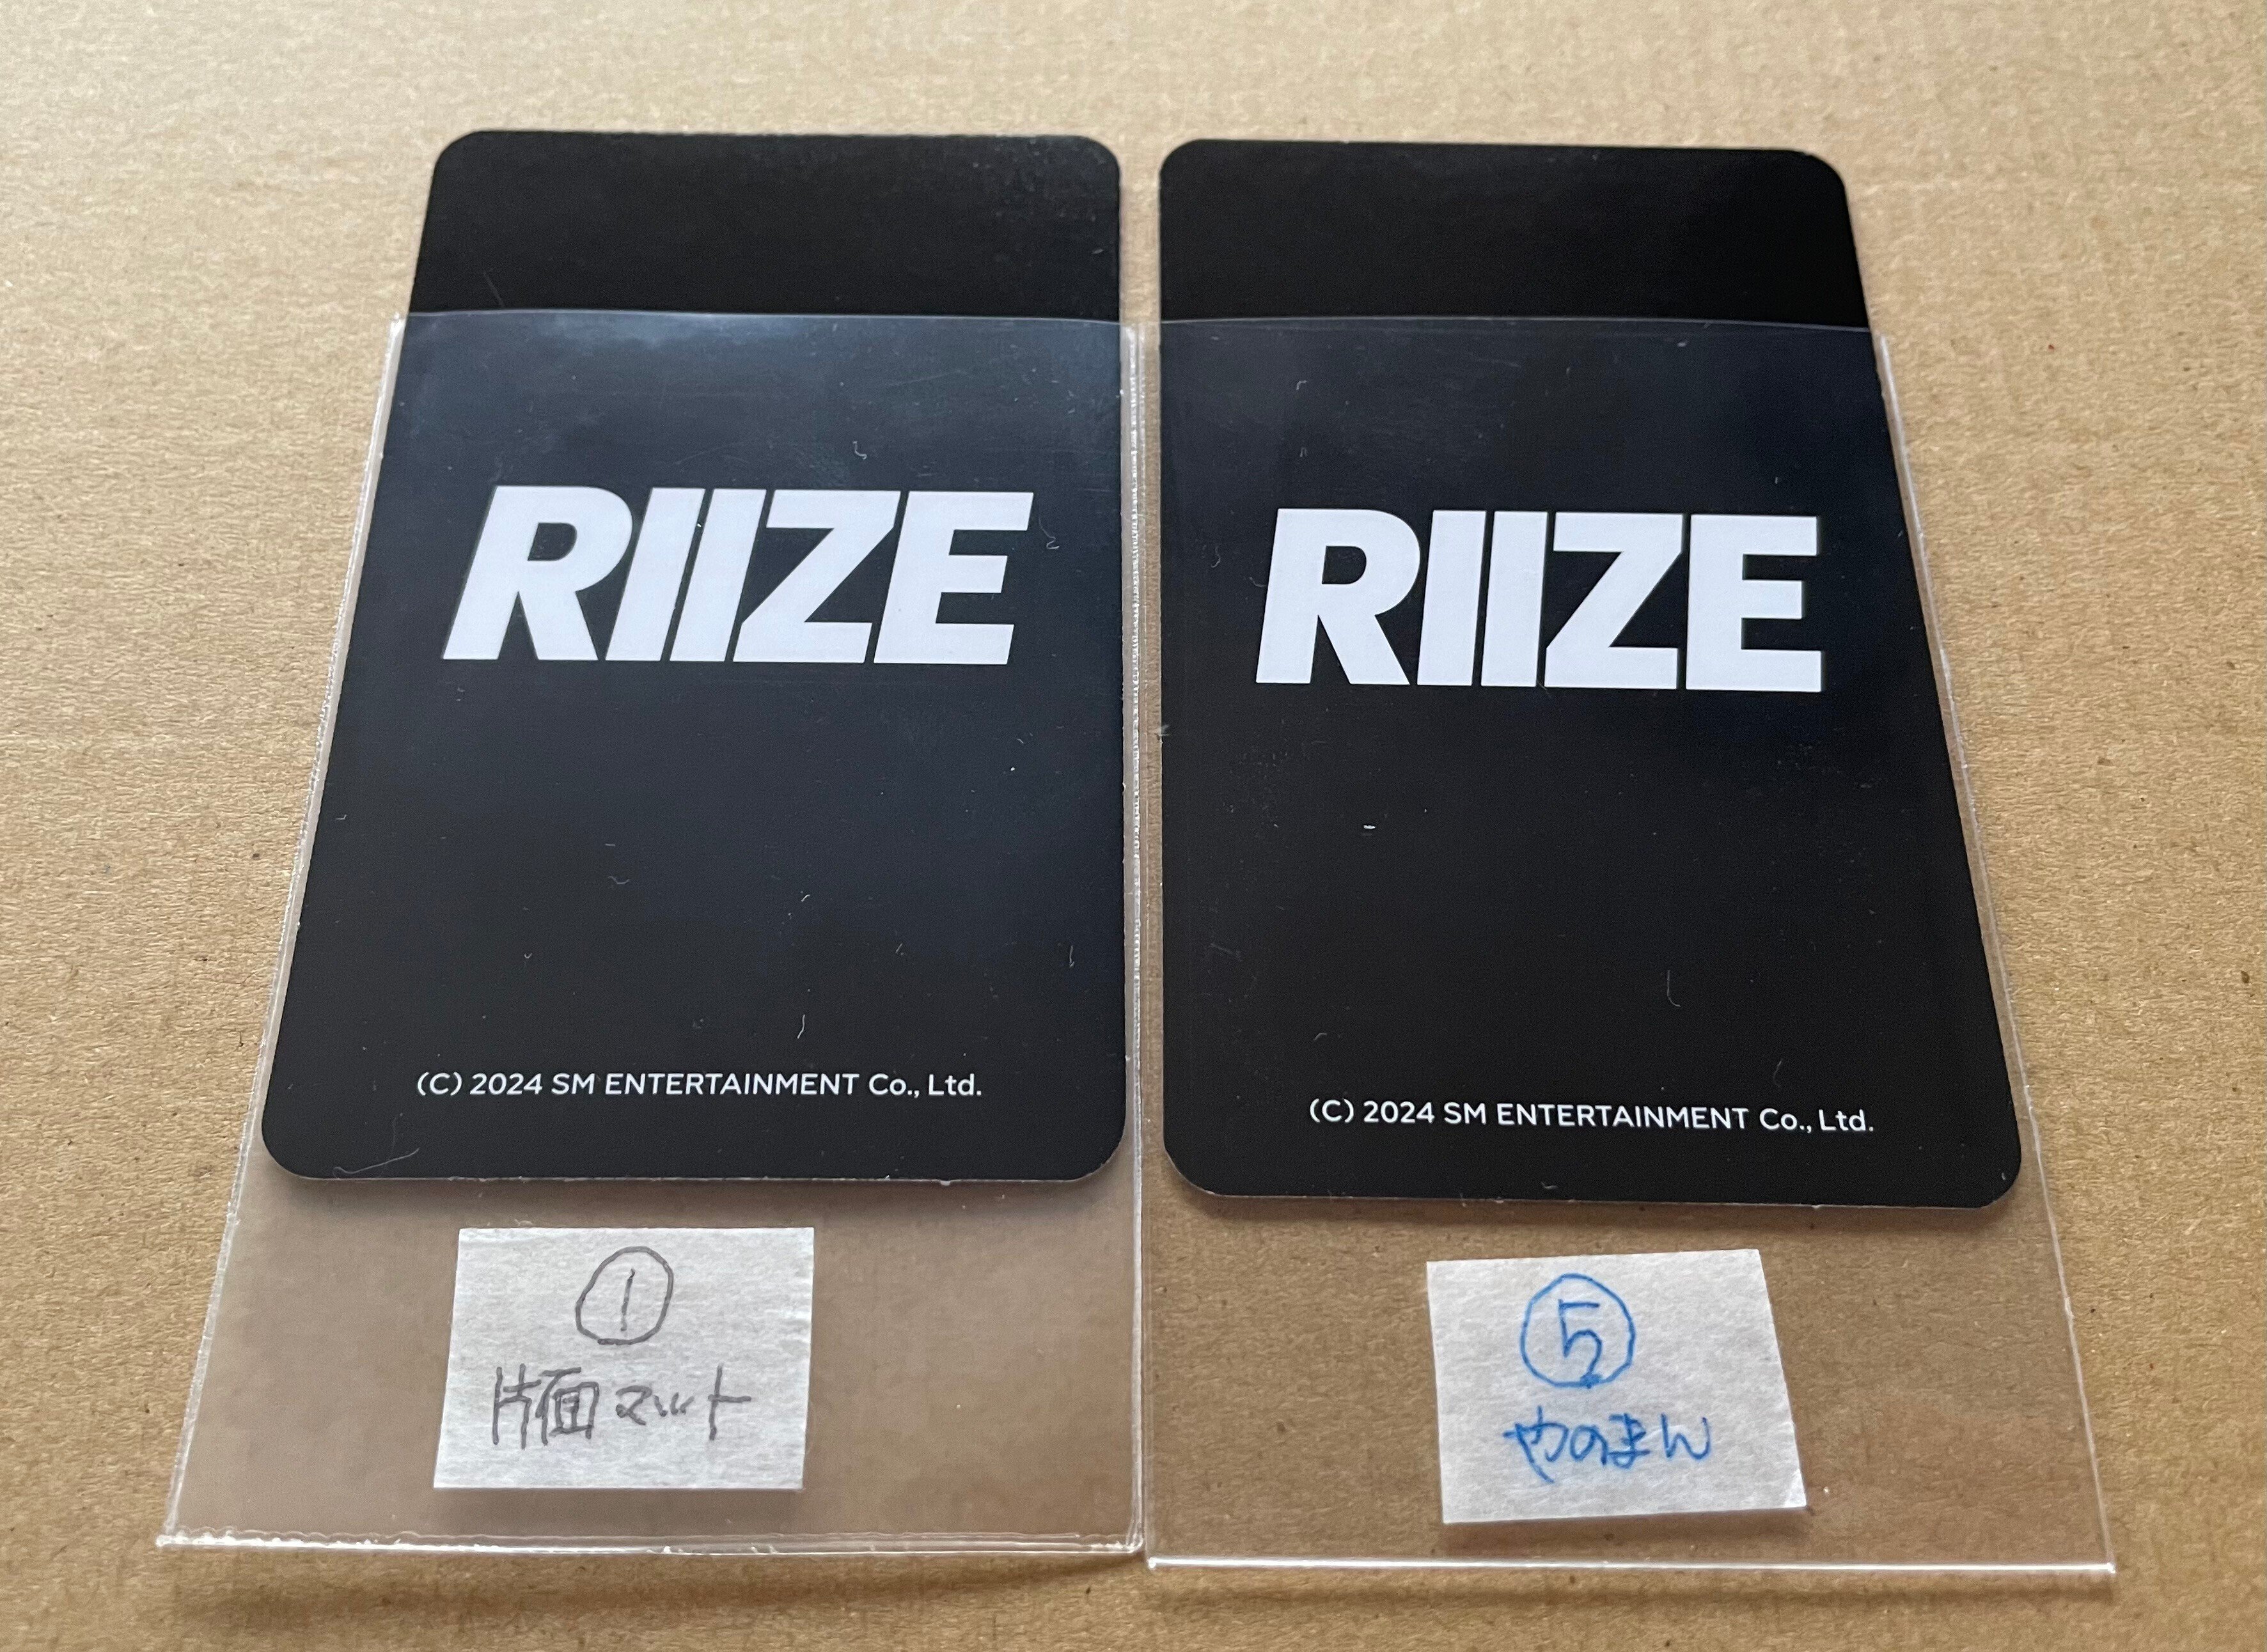 RIIZE
(C) 2024 SM ENTERTAINMENT Co., Ltd.
①
片面マット
RIIZE
(C) 2024 SM ENTERTAINMENT Co., Ltd.
⑤
やのまん